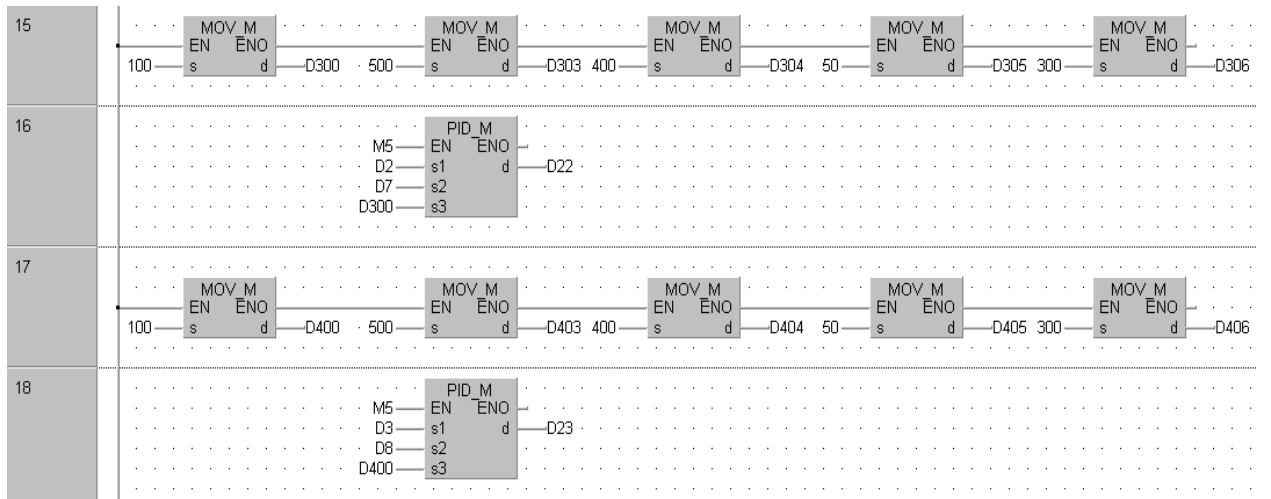 15
MOV_M MOV_M MOV_M MOV_M MOV_M
EN ENO EN ENO EN ENO EN ENO EN ENO
100 s d D300 500 s d D303 400 s d D304 50 s d D305 300 s d D306
16
PID_M
M5 EN ENO
D2 s1 d D22
D7 s2
D300 s3
17
MOV_M MOV_M MOV_M MOV_M MOV_M
EN ENO EN ENO EN ENO EN ENO EN ENO
100 s d D400 500 s d D403 400 s d D404 50 s d D405 300 s d D406
18
PID_M
M5 EN ENO
D3 s1 d D23
D8 s2
D400 s3